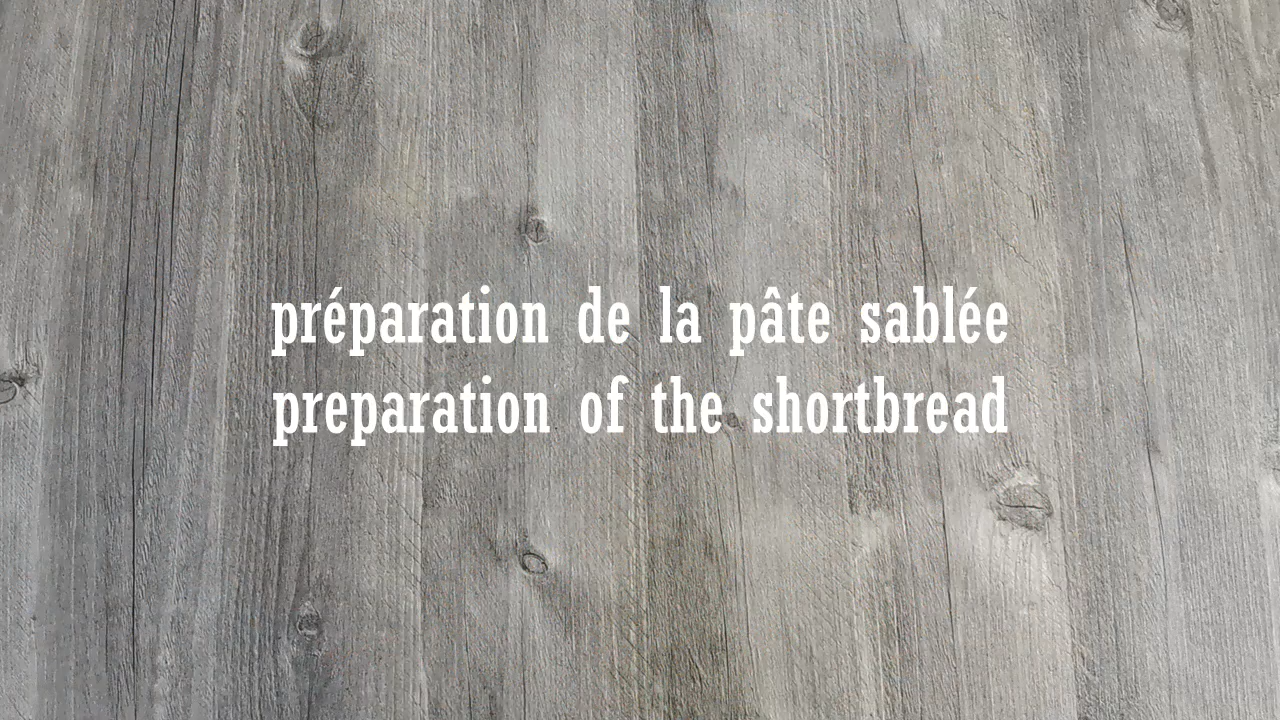 préparation de la pâte sablée
preparation of the shortbread